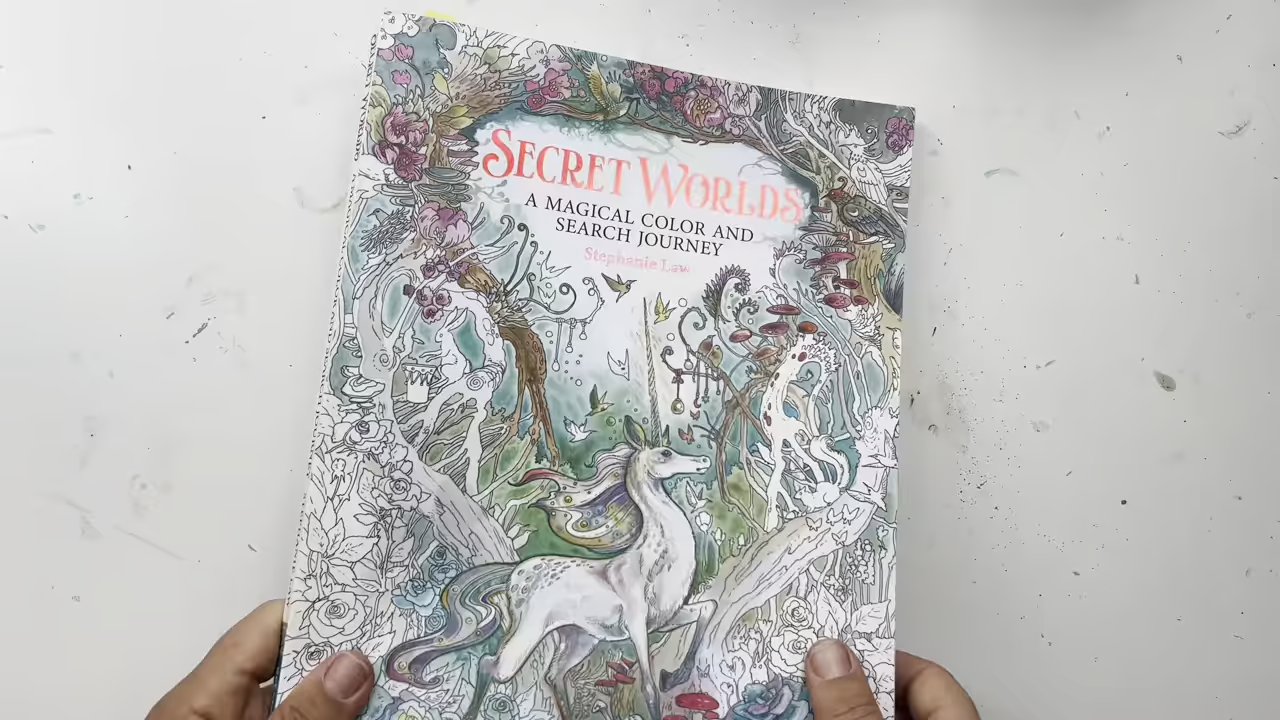 SECRET WORLDS
A MAGICAL COLOR AND
SEARCH JOURNEY
Stephanie Law